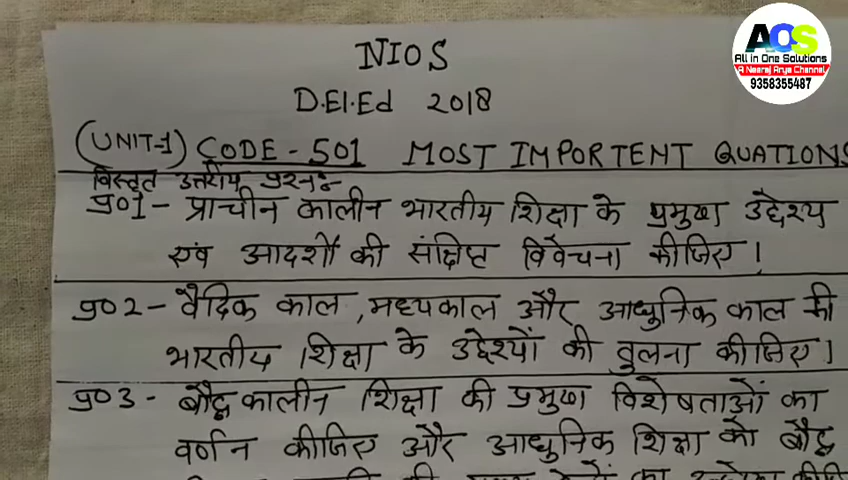 AOS
All in One Solutions
A Neeraj Arya Channel
9358355487
NIOS
D.El.Ed 2018
(UNIT-1) CODE - 501 MOST IMPORTENT QUATIONS
विस्तृत उत्तरीय प्रश्न:-
प्र01- प्राचीन कालीन भारतीय शिक्षा के प्रमुख उद्देश्य
एवं आदर्शों की संक्षिप्त विवेचना कीजिए।
प्र02- वैदिक काल, मध्यकाल और आधुनिक काल की
भारतीय शिक्षा के उद्देश्यों की तुलना कीजिए।
प्र03- बौद्ध कालीन शिक्षा की प्रमुख विशेषताओं का
वर्णन कीजिए और आधुनिक शिक्षा को बौद्ध